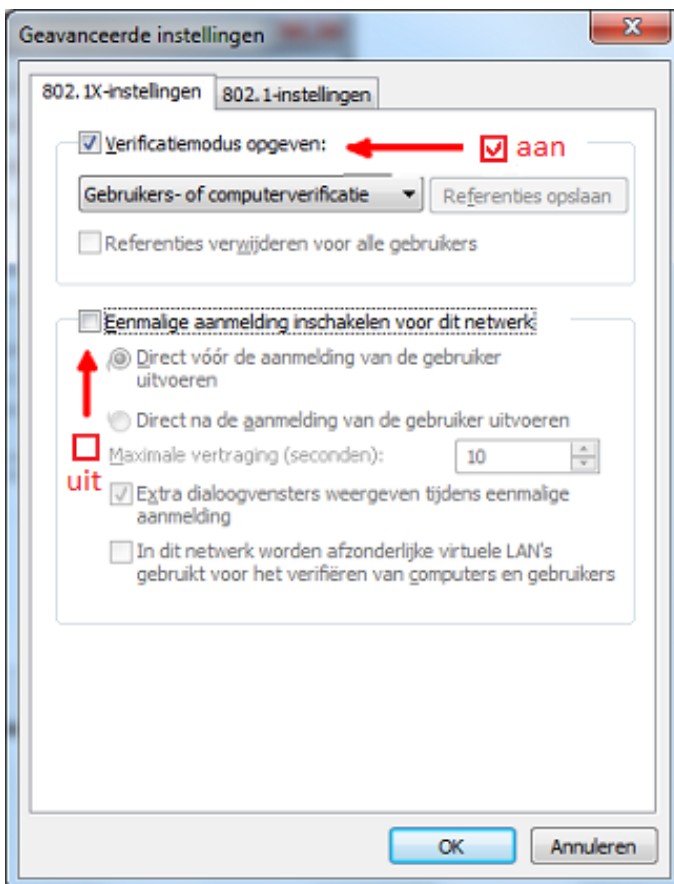 Geavanceerde instellingen
802.1X-instellingen
802.1-instellingen
Verificatiemodus opgeven:
aan
Gebruikers- of computerverificatie
Referenties opslaan
Referenties verwijderen voor alle gebruikers
Eenmalige aanmelding inschakelen voor dit netwerk
Direct vóór de aanmelding van de gebruiker
uitvoeren
Direct na de aanmelding van de gebruiker uitvoeren
Maximale vertraging (seconden):
10
uit
Extra dialoogvensters weergeven tijdens eenmalige
aanmelding
In dit netwerk worden afzonderlijke virtuele LAN's
gebruikt voor het verifiëren van computers en gebruikers
OK
Annuleren